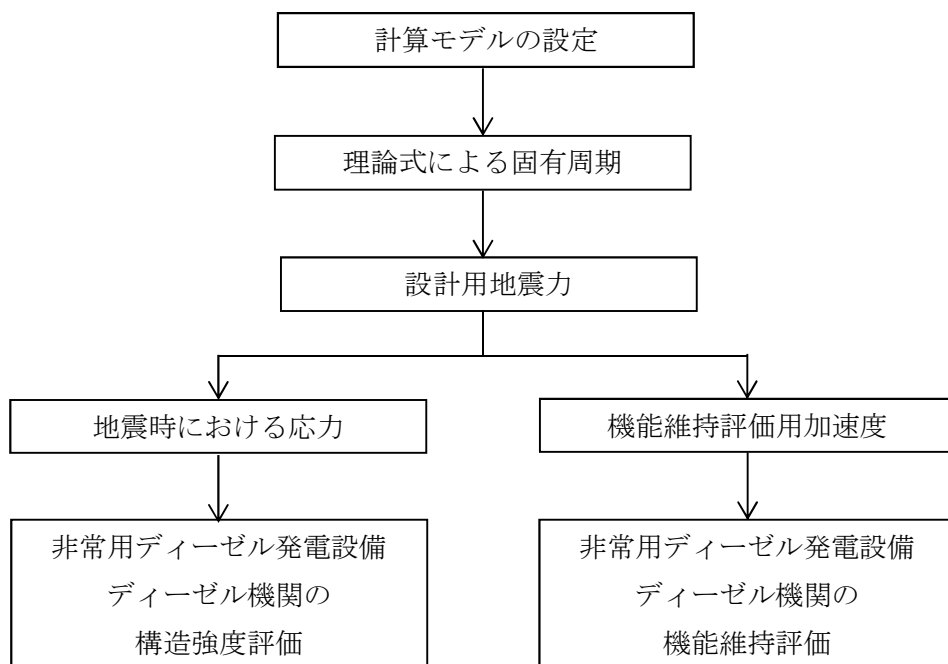 計算モデルの設定
理論式による固有周期
設計用地震力
地震時における応力
機能維持評価用加速度
非常用ディーゼル発電設備
ディーゼル機関の
構造強度評価
非常用ディーゼル発電設備
ディーゼル機関の
機能維持評価